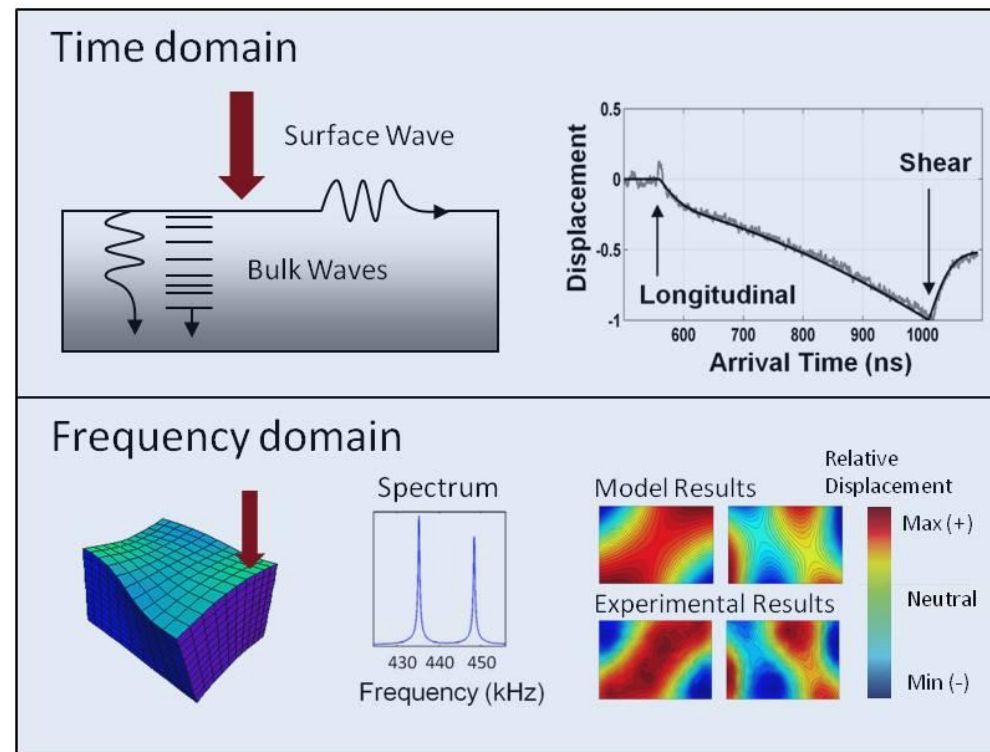 Time domain
Surface Wave
Bulk Waves
0.5
0
-0.5
-1
Displacement
Longitudinal
Shear
600 700 800 900 1000
Arrival Time (ns)
Frequency domain
Spectrum
430 440 450
Frequency (kHz)
Model Results
Experimental Results
Relative
Displacement
Max (+)
Neutral
Min (-)